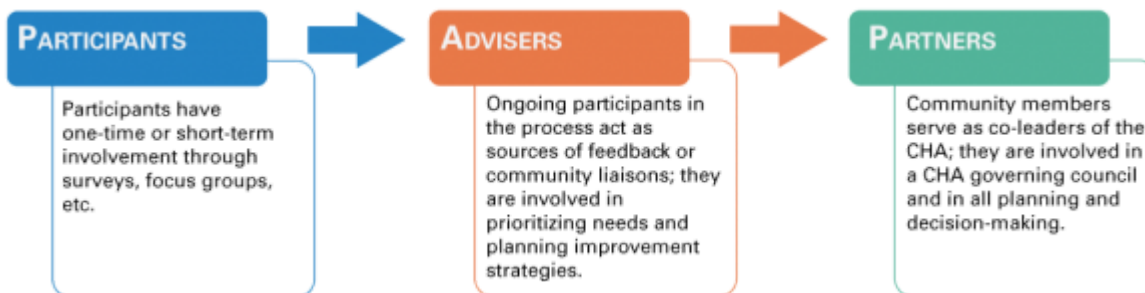 PARTICIPANTS
Participants have
one-time or short-term
involvement through
surveys, focus groups,
etc.
ADVISERS
Ongoing participants in
the process act as
sources of feedback or
community liaisons; they
are involved in
prioritizing needs and
planning improvement
strategies.
PARTNERS
Community members
serve as co-leaders of the
CHA; they are involved in
a CHA governing council
and in all planning and
decision-making.